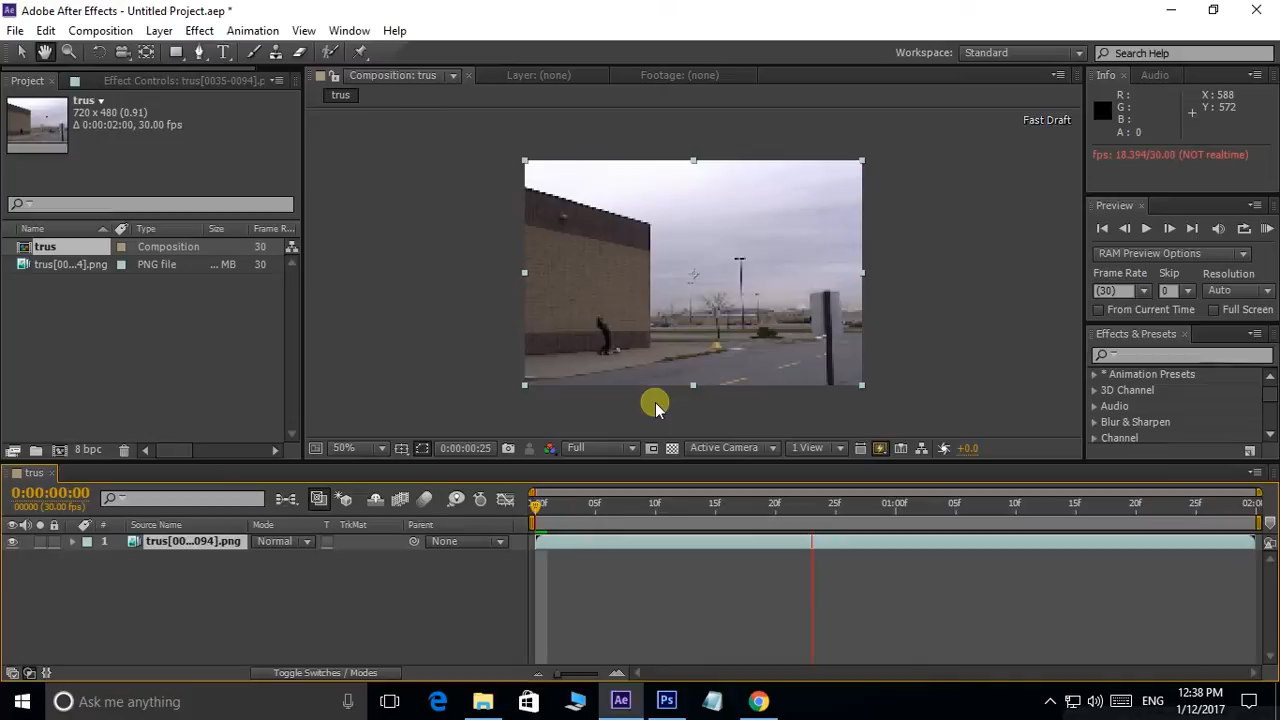 Adobe After Effects - Untitled Project.aep *
File Edit Composition Layer Effect Animation View Window Help
Workspace: Standard Search Help
Project Effect Controls: trus[0035-0094].p
Composition: trus Layer: (none) Footage: (none)
Info Audio
trus
720 x 480 (0.91)
Δ 0:00:02:00, 30.00 fps
trus
Fast Draft
R :
G :
B :
A : 0
X : 588
Y : 572
fps: 18.394/30.00 (NOT realtime)
Preview
RAM Preview Options
Frame Rate Skip Resolution
(30) 0 Auto
From Current Time Full Screen
Name Type Size Frame R...
trus Composition 30
trus[00...4].png PNG file ... MB 30
Effects & Presets
* Animation Presets
3D Channel
Audio
Blur & Sharpen
Channel
8 bpc
50% 0:00:00:25 Full Active Camera 1 View +0.0
trus
0:00:00:00
00000 (30.00 fps)
:00f 05f 10f 15f 20f 25f 01:00f 05f 10f 15f 20f 25f 02:0
# Source Name Mode T TrkMat Parent
1 trus[00...094].png Normal None
Toggle Switches / Modes
Ask me anything
ENG
12:38 PM
1/12/2017